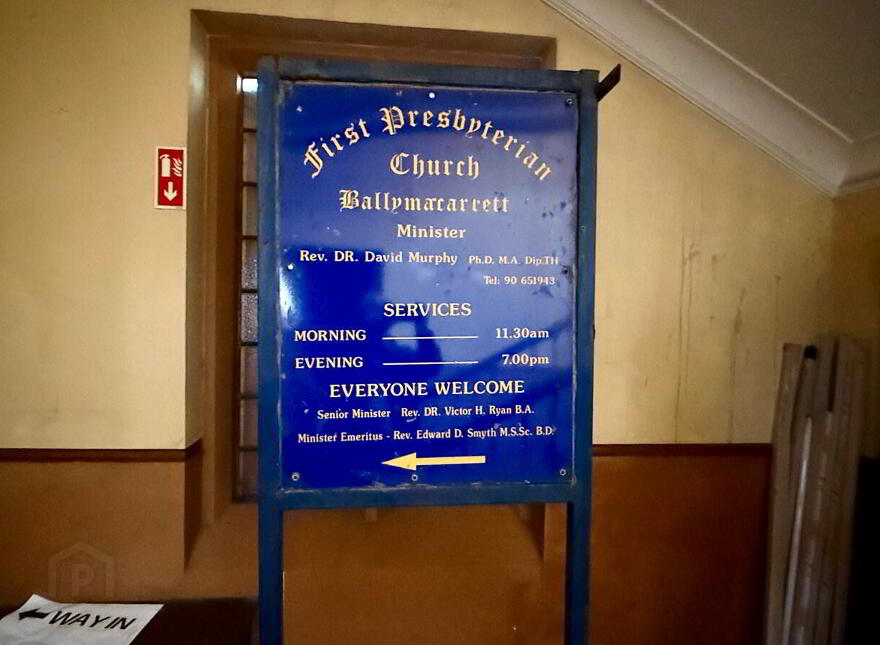 First Presbyterian
Church
Ballymacarrett
Minister
Rev. DR. David Murphy Ph.D. M.A. Dip.TH
Tel: 90 651943
SERVICES
MORNING 11.30am
EVENING 7.00pm
EVERYONE WELCOME
Senior Minister Rev. DR. Victor H. Ryan B.A.
Minister Emeritus - Rev. Edward D. Smyth M.S.Sc. B.D.
WAY IN
P